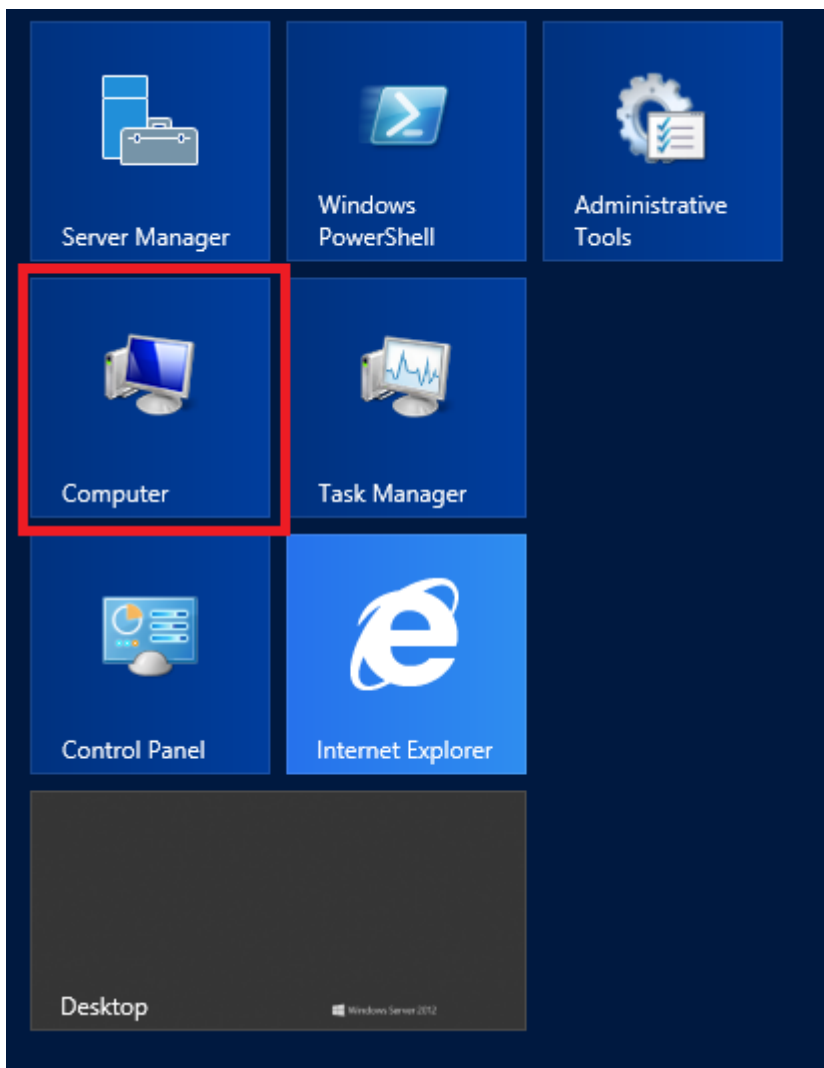 Server Manager
Windows
PowerShell
Administrative
Tools
Computer
Task Manager
Control Panel
Internet Explorer
Desktop
Windows Server 2012